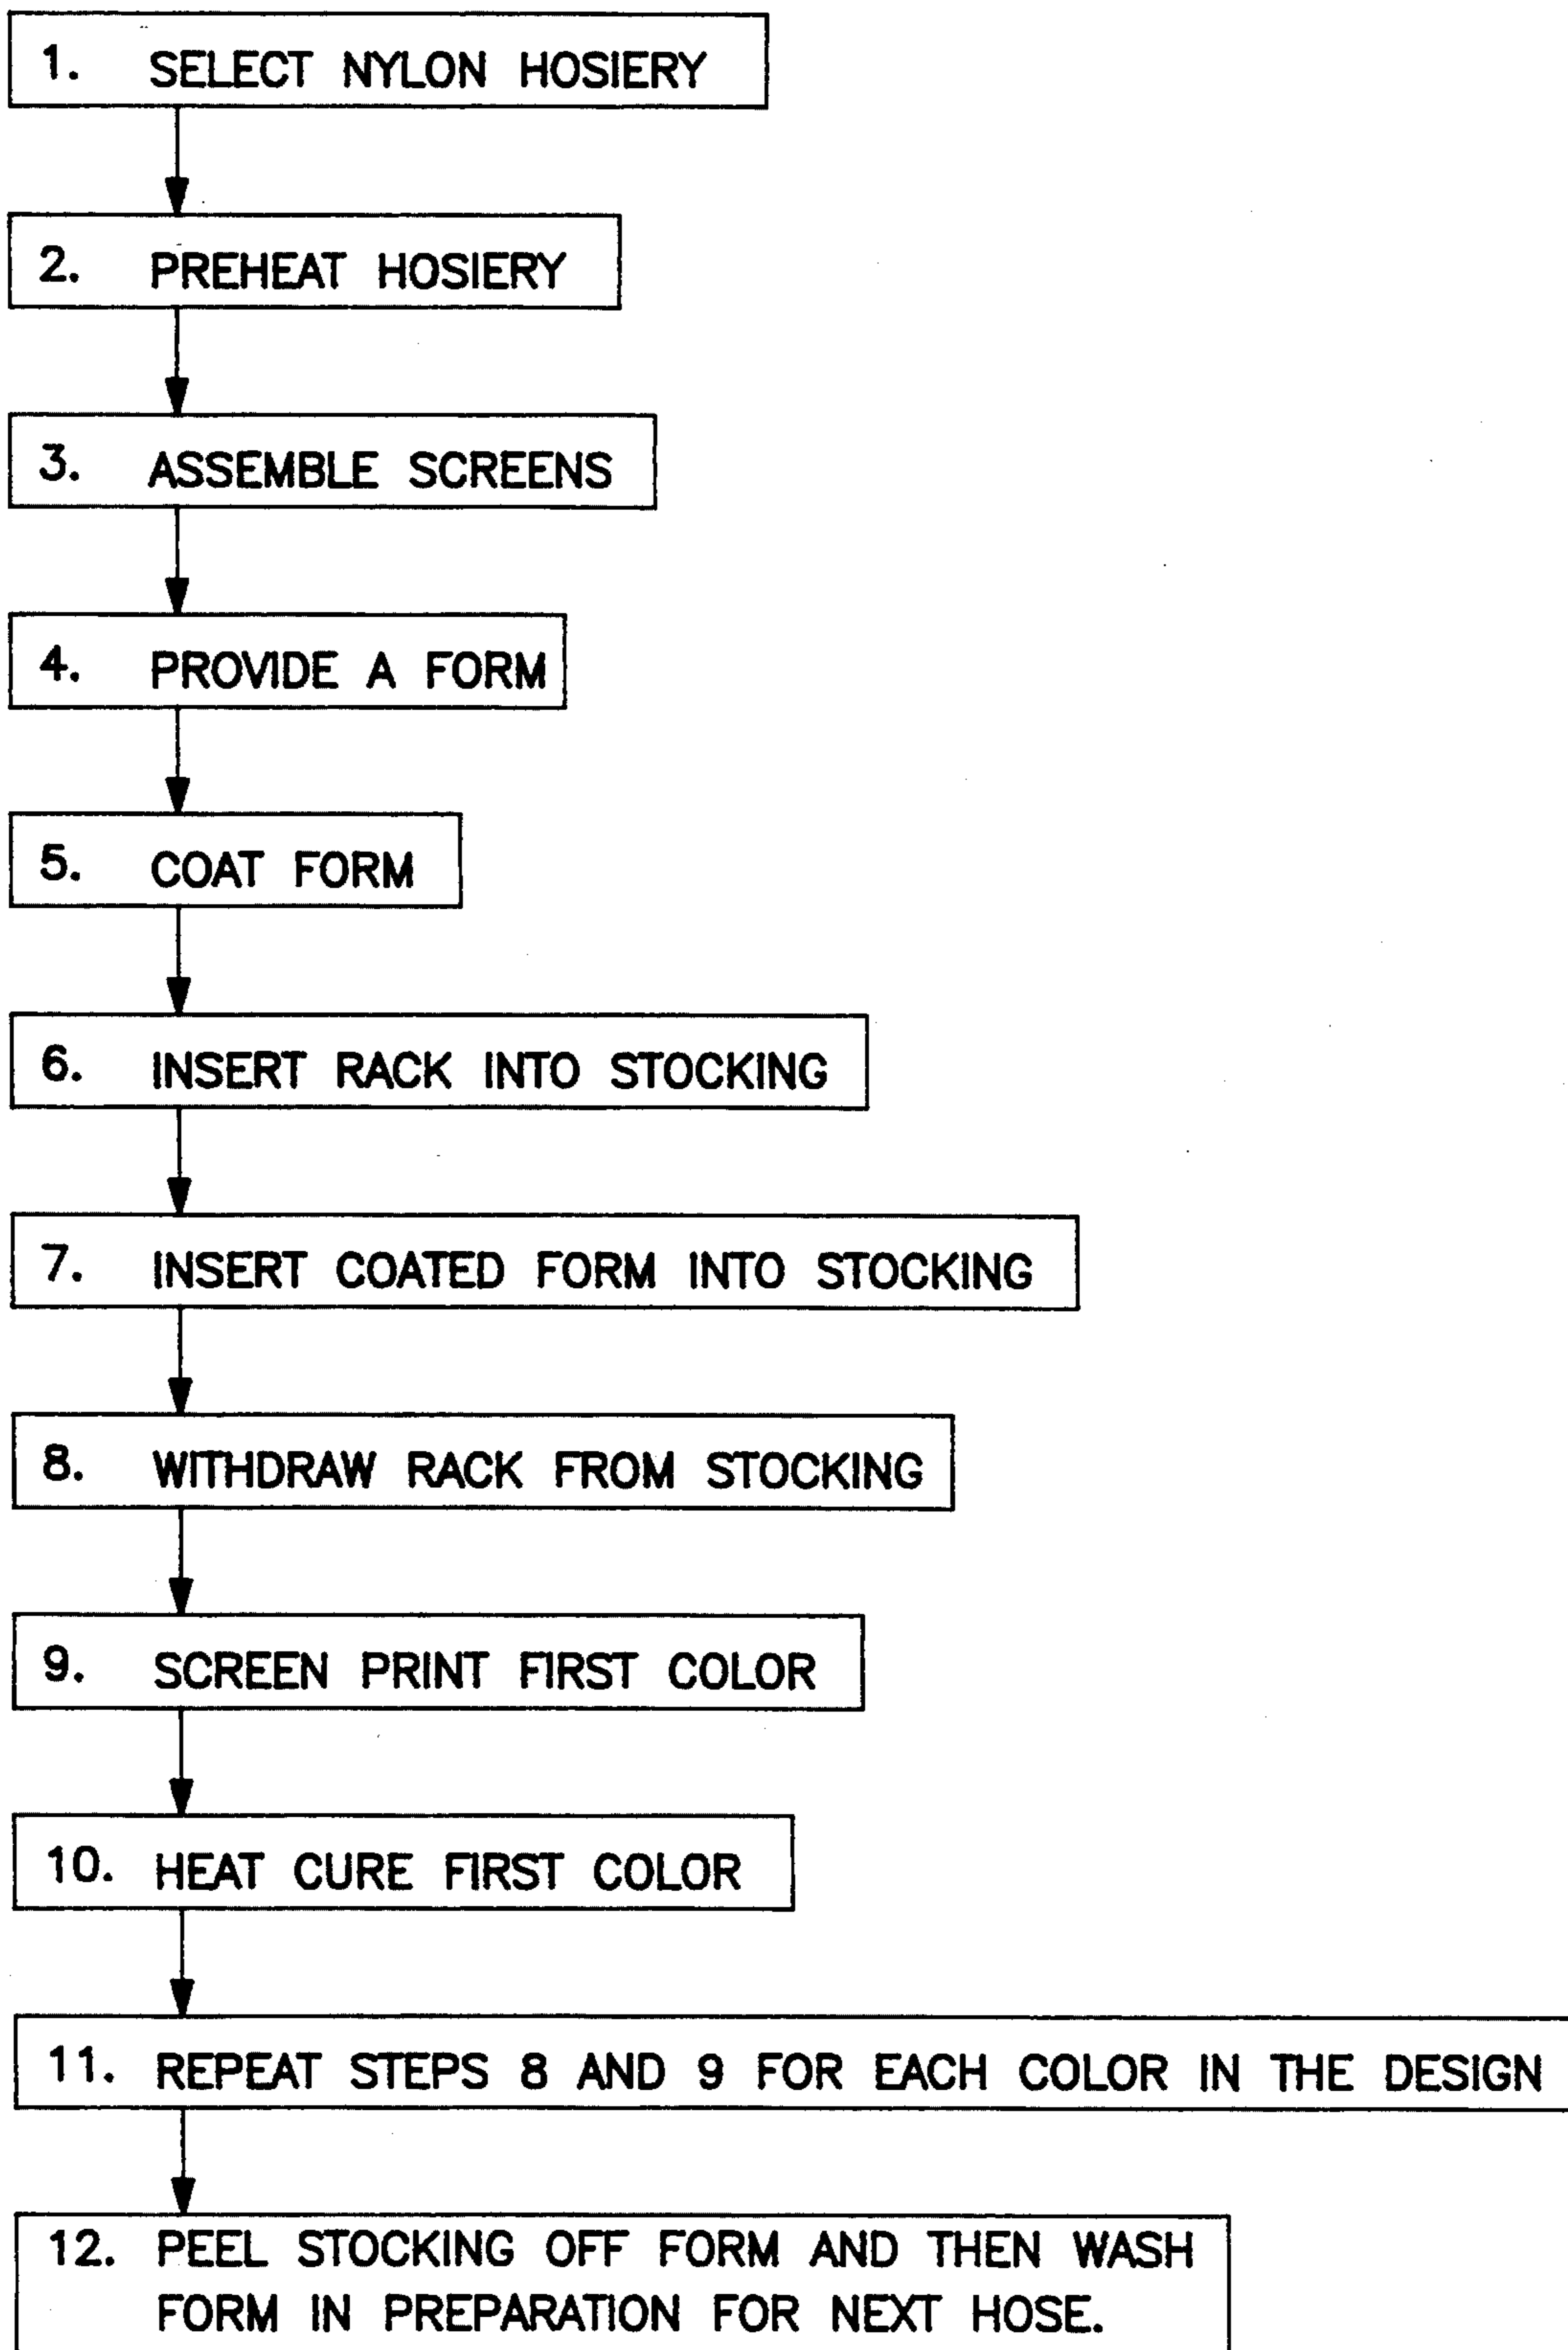 1. SELECT NYLON HOSIERY
2. PREHEAT HOSIERY
3. ASSEMBLE SCREENS
4. PROVIDE A FORM
5. COAT FORM
6. INSERT RACK INTO STOCKING
7. INSERT COATED FORM INTO STOCKING
8. WITHDRAW RACK FROM STOCKING
9. SCREEN PRINT FIRST COLOR
10. HEAT CURE FIRST COLOR
11. REPEAT STEPS 8 AND 9 FOR EACH COLOR IN THE DESIGN
12. PEEL STOCKING OFF FORM AND THEN WASH
FORM IN PREPARATION FOR NEXT HOSE.